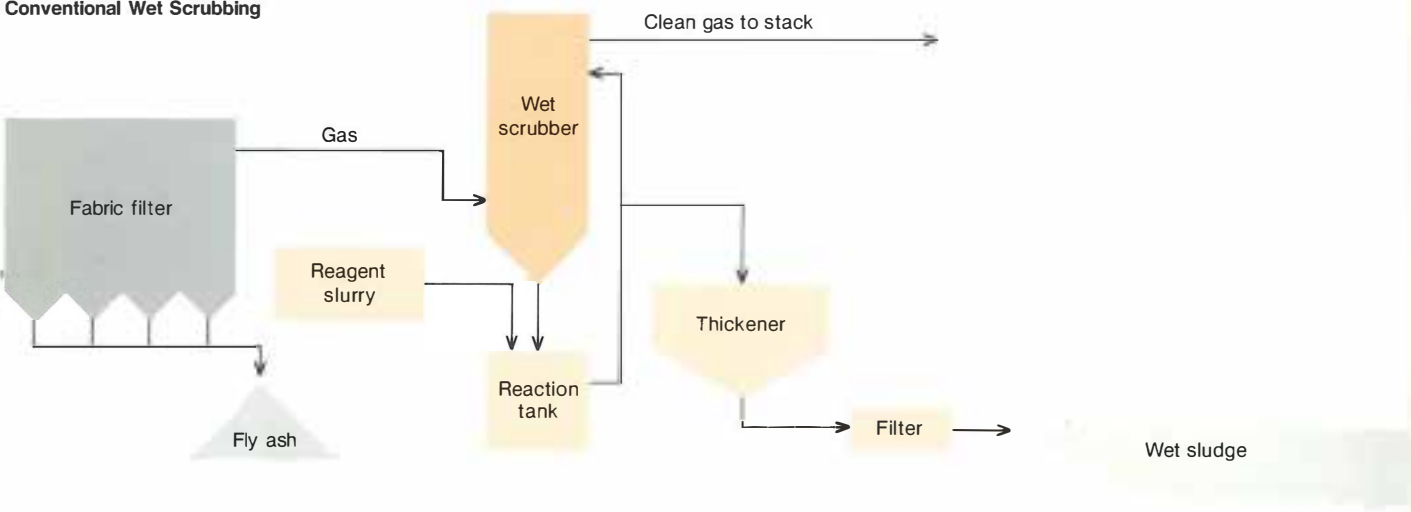 Conventional Wet Scrubbing
Clean gas to stack
Wet
scrubber
Gas
Fabric filter
Reagent
slurry
Thickener
Reaction
tank
Fly ash
Filter
Wet sludge